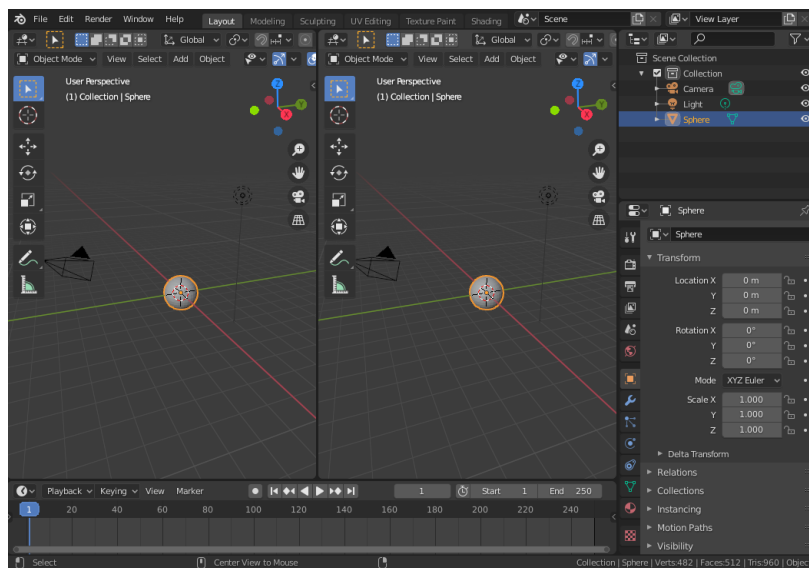 File Edit Render Window Help Layout Modeling Sculpting UV Editing Texture Paint Shading Scene View Layer
Global Global
Object Mode View Select Add Object Object Mode View Select Add Object
User Perspective
(1) Collection | Sphere
Z
Y
X
User Perspective
(1) Collection | Sphere
Z
Y
X
Scene Collection
Collection
Camera
Light
Sphere
Sphere
Sphere
Transform
Location X 0 m
Y 0 m
Z 0 m
Rotation X 0°
Y 0°
Z 0°
Mode XYZ Euler
Scale X 1.000
Y 1.000
Z 1.000
Delta Transform
Relations
Collections
Instancing
Motion Paths
Visibility
Playback Keying View Marker 1 Start 1 End 250
1 20 40 60 80 100 120 140 160 180 200 220 240
Select Center View to Mouse Collection | Sphere | Verts:482 | Faces:512 | Tris:960 | Objec